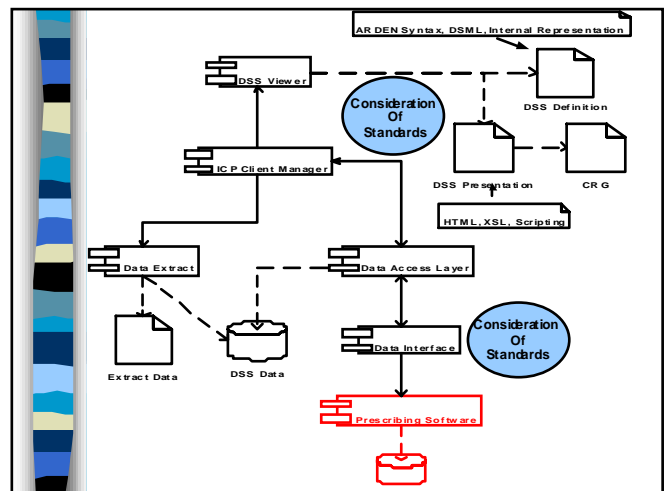 ARDEN Syntax, DSML, Internal Representation
DSS Viewer
DSS Definition
Consideration
Of
Standards
ICP Client Manager
DSS Presentation
CRG
HTML, XSL, Scripting
Data Extract
Data Access Layer
Extract Data
DSS Data
Data Interface
Consideration
Of
Standards
Prescribing Software